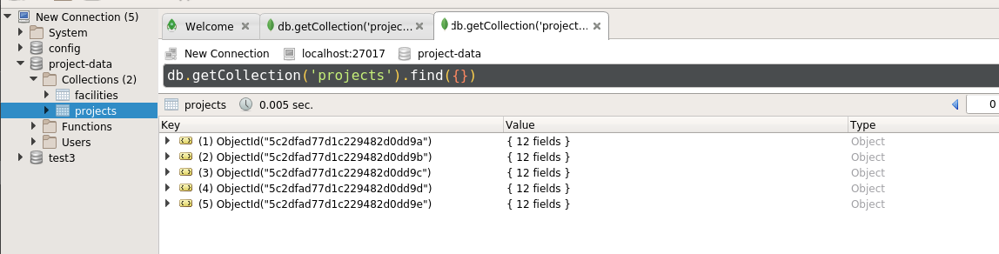 New Connection (5)
System
config
project-data
Collections (2)
facilities
projects
Functions
Users
test3
Welcome
db.getCollection('projec...
db.getCollection('project...
New Connection localhost:27017 project-data
db.getCollection('projects').find({})
projects 0.005 sec. 0
Key Value Type
(1) ObjectId("5c2dfad77d1c229482d0dd9a") { 12 fields } Object
(2) ObjectId("5c2dfad77d1c229482d0dd9b") { 12 fields } Object
(3) ObjectId("5c2dfad77d1c229482d0dd9c") { 12 fields } Object
(4) ObjectId("5c2dfad77d1c229482d0dd9d") { 12 fields } Object
(5) ObjectId("5c2dfad77d1c229482d0dd9e") { 12 fields } Object